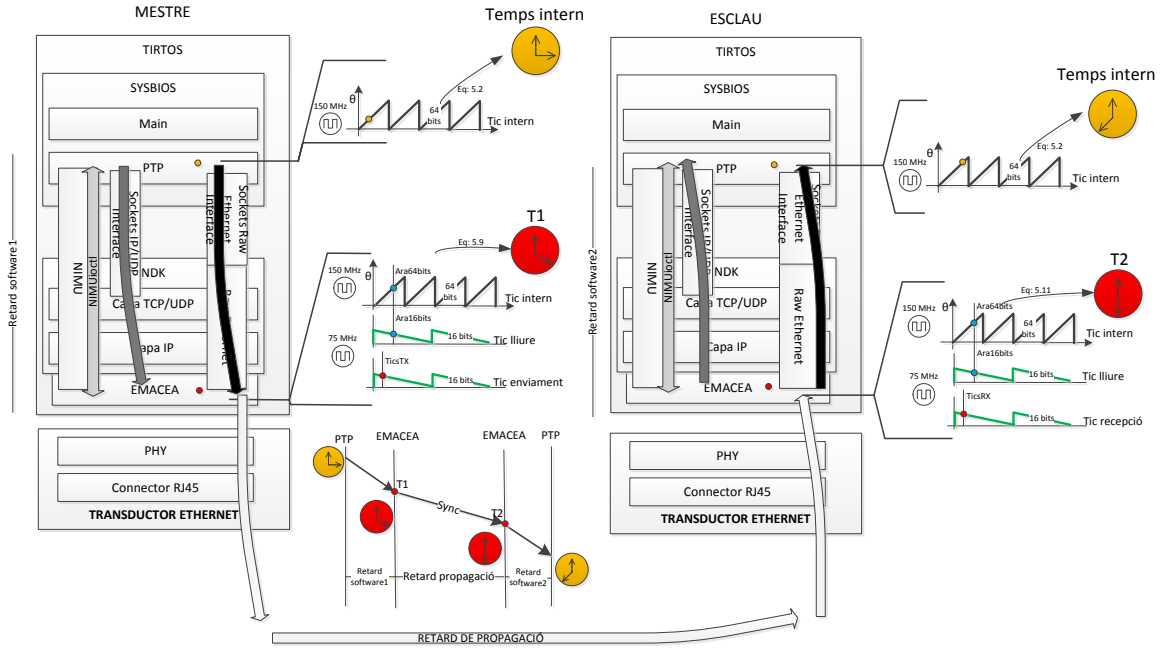 MESTRE
TIRTOS
SYSBIOS
Main
PTP
NIMU
NIMUioctl
Sockets IP/UDP
Interface
Sockets Raw
Ethernet
Interface
NDK
Capa TCP/UDP
Capa IP
EMACEA
Retard software1
PHY
Connector RJ45
TRANSDUCTOR ETHERNET
Temps intern
150 MHz
θ
64
bits
Eq: 5.2
Tic intern
T1
Eq: 5.9
150 MHz
θ
Ara64bits
64
bits
Tic intern
Ara16bits
75 MHz
16 bits
Tic lliure
TicsTX
16 bits
Tic enviament
PTP
EMACEA
EMACEA
PTP
T1
Sync
T2
Retard
software1
Retard propagació
Retard
software2
RETARD DE PROPAGACIÓ
ESCLAU
TIRTOS
SYSBIOS
Main
PTP
NIMU
NIMUioctl
Sockets IP/UDP
Interface
Ethernet
Interface
Raw Ethernet
NDK
Capa TCP/UDP
Capa IP
EMACEA
Retard software2
PHY
Connector RJ45
TRANSDUCTOR ETHERNET
Temps intern
150 MHz
θ
64
bits
Eq: 5.2
Tic intern
T2
Eq: 5.11
150 MHz
θ
Ara64bits
64
bits
Tic intern
Ara16bits
75 MHz
16 bits
Tic lliure
TicsRX
16 bits
Tic recepció